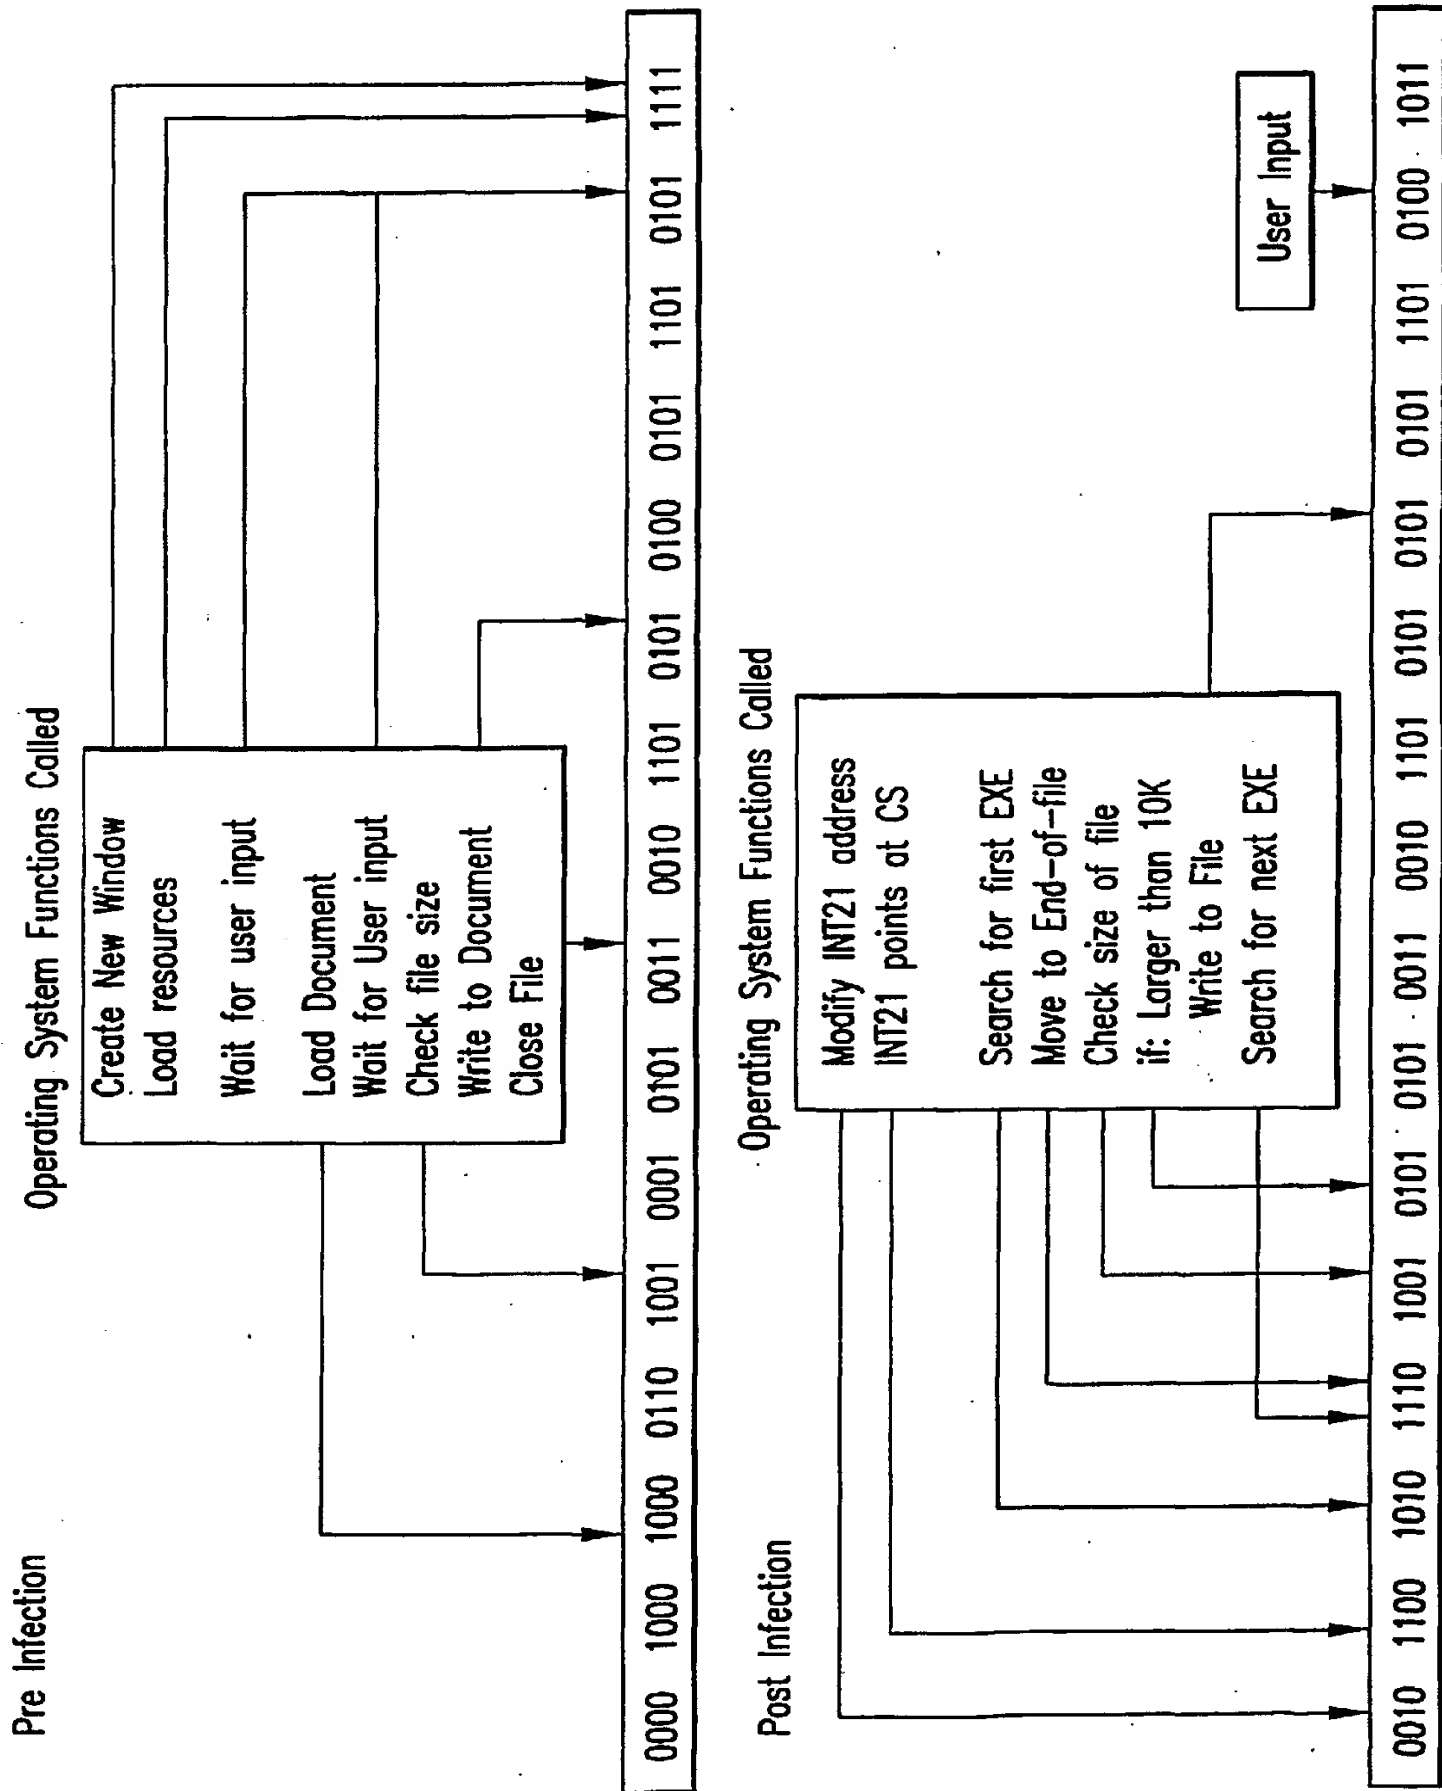 Pre Infection
Operating System Functions Called
Create New Window
Load resources
Wait for user input
Load Document
Wait for User input
Check file size
Write to Document
Close File
0000 1000 1000 0110 1001 0001 0101 0011 0010 1101 0101 0100 0101 1101 0101 1111
Post Infection
Operating System Functions Called
Modify INT21 address
INT21 points at CS
Search for first EXE
Move to End-of-file
Check size of file
if: Larger than 10K
Write to File
Search for next EXE
User Input
0010 1100 1010 1110 1001 0101 0101 0011 0010 1101 0101 0101 0101 1101 0100 1011